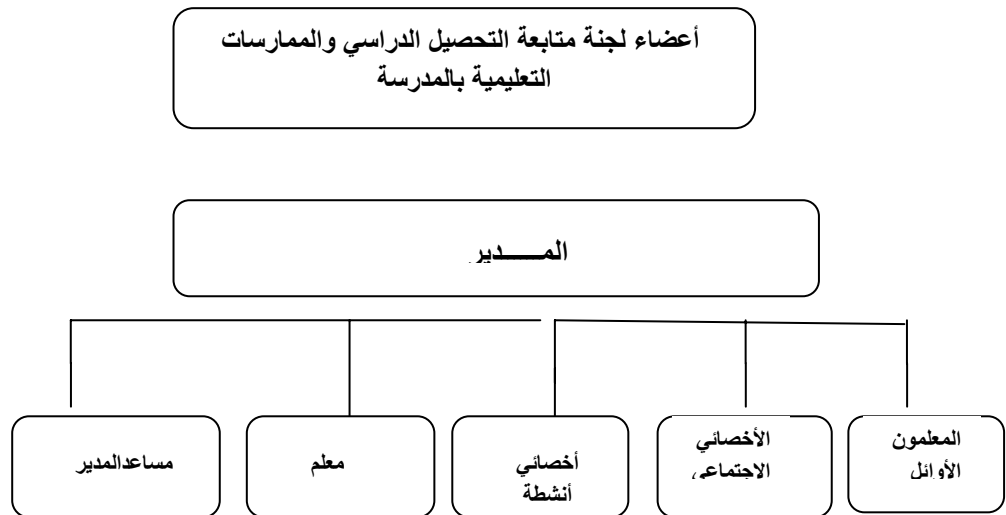 أعضاء لجنة متابعة التحصيل الدراسي والممارسات
التعليمية بالمدرسة
المـــــدير
المعلمون
الأوائل
الأخصائي
الاجتماعي
أخصائي
أنشطة
معلم
مساعدالمدير